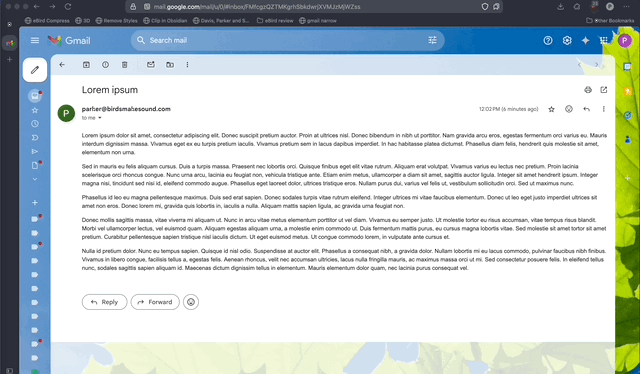 mail.google.com/mail/u/0/#inbox/FMfcgzQZTMKgrhSbkdwrjXVMJzMjWZss
eBird Compress
3D
Remove Styles
Clip in Obsidian
Davis, Parker and S...
eBird review
gmail narrow
Other Bookmarks
Gmail
Search mail
Lorem ipsum
parker@birdsmakesound.com
12:02 PM (6 minutes ago)
to me
Lorem ipsum dolor sit amet, consectetur adipiscing elit. Donec suscipit pretium auctor. Proin at ultrices nisl. Donec bibendum in nibh ut porttitor. Nam gravida arcu eros, egestas fermentum orci varius eu. Mauris
interdum dignissim massa. Vivamus eget ex eu turpis pretium iaculis. Vivamus pretium sem in lacus dapibus imperdiet. In hac habitasse platea dictumst. Phasellus diam felis, hendrerit quis molestie sit amet,
elementum non urna.
Sed in mauris eu felis aliquam cursus. Duis a turpis massa. Praesent nec lobortis orci. Quisque finibus eget elit vitae rutrum. Aliquam erat volutpat. Vivamus varius eu lectus nec pretium. Proin lacinia
scelerisque orci rhoncus congue. Nunc urna arcu, lacinia eu feugiat non, vehicula tristique ante. Etiam enim metus, ullamcorper a diam sit amet, sagittis auctor ligula. Integer sit amet hendrerit ipsum. Integer
magna nisi, tincidunt sed nisi id, eleifend commodo augue. Phasellus eget laoreet dolor, ultrices tristique eros. Nullam purus dui, varius vel felis ut, vestibulum sollicitudin orci. Sed ut maximus nunc.
Phasellus id leo eu magna pellentesque maximus. Duis sed erat sapien. Donec sodales turpis vitae rutrum eleifend. Integer ultrices mi vitae faucibus elementum. Donec ut leo eget justo imperdiet ultrices sit
amet non eros. Donec lorem mi, gravida quis lobortis in, iaculis a nulla. Aliquam mattis sapien ligula, ac gravida urna feugiat non.
Donec mollis sagittis massa, vitae viverra mi aliquam ut. Nunc in arcu vitae metus elementum porttitor ut vel diam. Vivamus eu semper justo. Ut molestie tortor eu risus accumsan, vitae tempus risus blandit.
Morbi vel ullamcorper lectus, vel euismod quam. Aliquam egestas aliquam urna, a molestie enim commodo ut. Duis fermentum mattis purus, eu cursus magna lobortis vitae. Sed molestie sit amet tortor sit amet
pretium. Curabitur pellentesque sapien tristique nisl iaculis dictum. Ut eget euismod metus. Ut congue commodo lorem, in vulputate ante cursus et.
Nulla id pretium dolor. Nunc eu tempus sapien. Quisque id nisl odio. Suspendisse at auctor elit. Phasellus a consequat nibh, a gravida dolor. Nullam lobortis mi eu lacus commodo, pulvinar faucibus nibh finibus.
Vivamus in libero congue, facilisis tellus a, egestas felis. Aenean rhoncus, velit nec accumsan ultricies, lacus nulla fringilla mauris, ac maximus massa orci ut mi. Sed consectetur posuere felis. In eleifend tellus
nunc, sodales sagittis sapien aliquam id. Maecenas dictum dignissim tellus in elementum. Mauris elementum dolor quam, nec lacinia purus consequat vel.
Reply
Forward